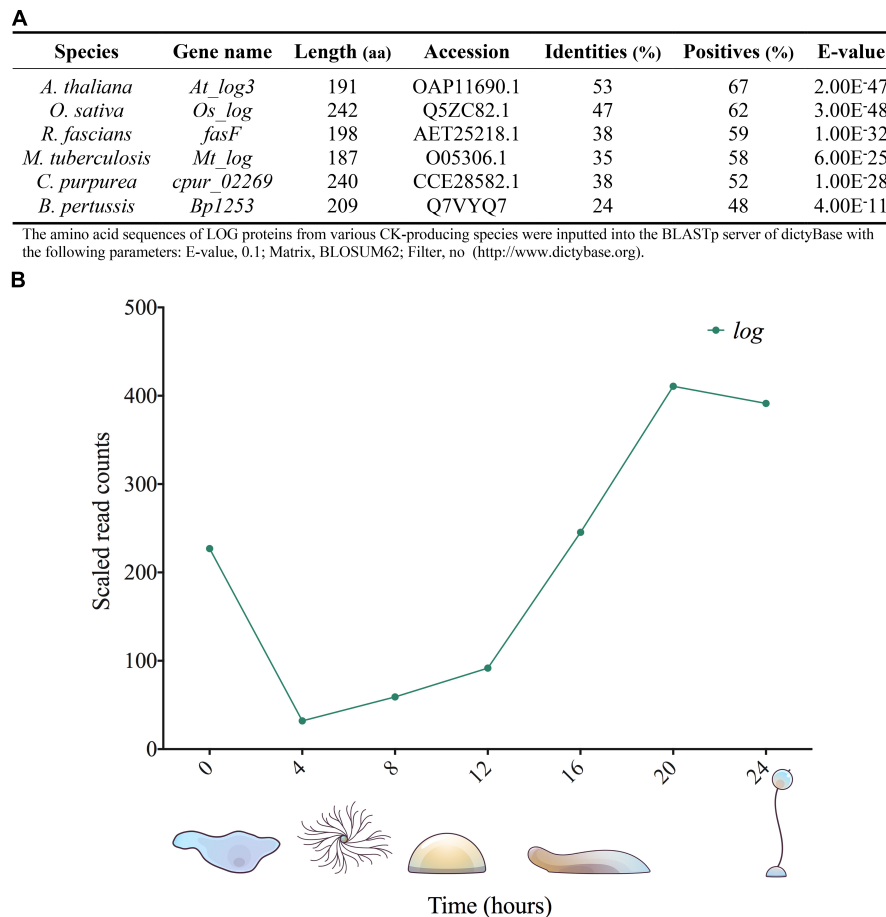 A
Species Gene name Length (aa) Accession Identities (%) Positives (%) E-value
A. thaliana At_log3 191 OAP11690.1 53 67 2.00E-47
O. sativa Os_log 242 Q5ZC82.1 47 62 3.00E-48
R. fascians fasF 198 AET25218.1 38 59 1.00E-32
M. tuberculosis Mt_log 187 O05306.1 35 58 6.00E-25
C. purpurea cpur_02269 240 CCE28582.1 38 52 1.00E-28
B. pertussis Bp1253 209 Q7VYQ7 24 48 4.00E-11
The amino acid sequences of LOG proteins from various CK-producing species were inputted into the BLASTp server of dictyBase with
the following parameters: E-value, 0.1; Matrix, BLOSUM62; Filter, no (http://www.dictybase.org).
B
500
400
300
200
100
0
Scaled read counts
log
0 4 8 12 16 20 24
Time (hours)